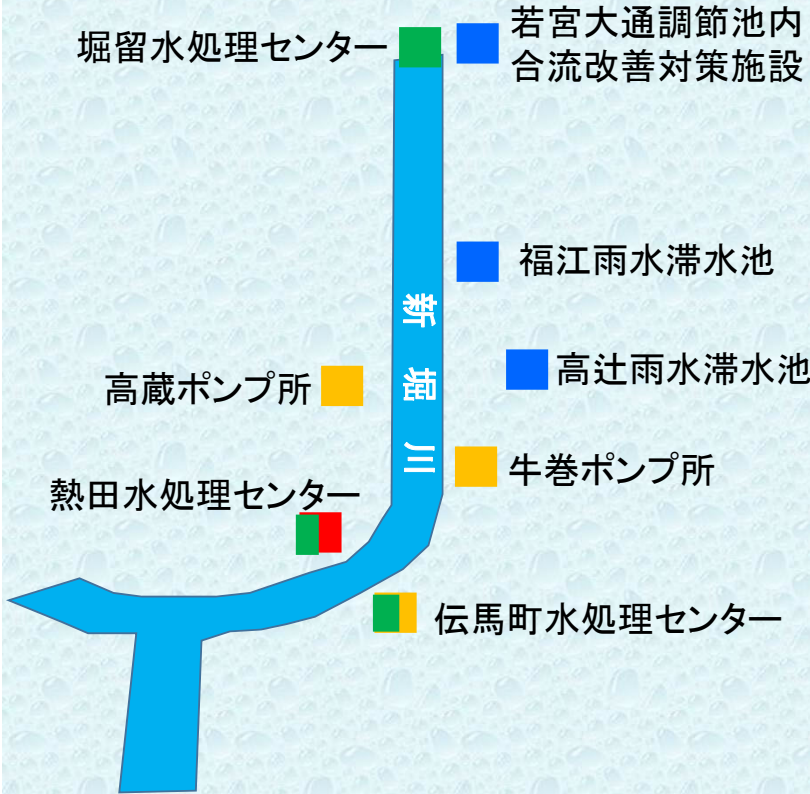 堀留水処理センター
若宮大通調節池内
合流改善対策施設
福江雨水滞水池
新堀川
高辻雨水滞水池
高蔵ポンプ所
牛巻ポンプ所
熱田水処理センター
伝馬町水処理センター